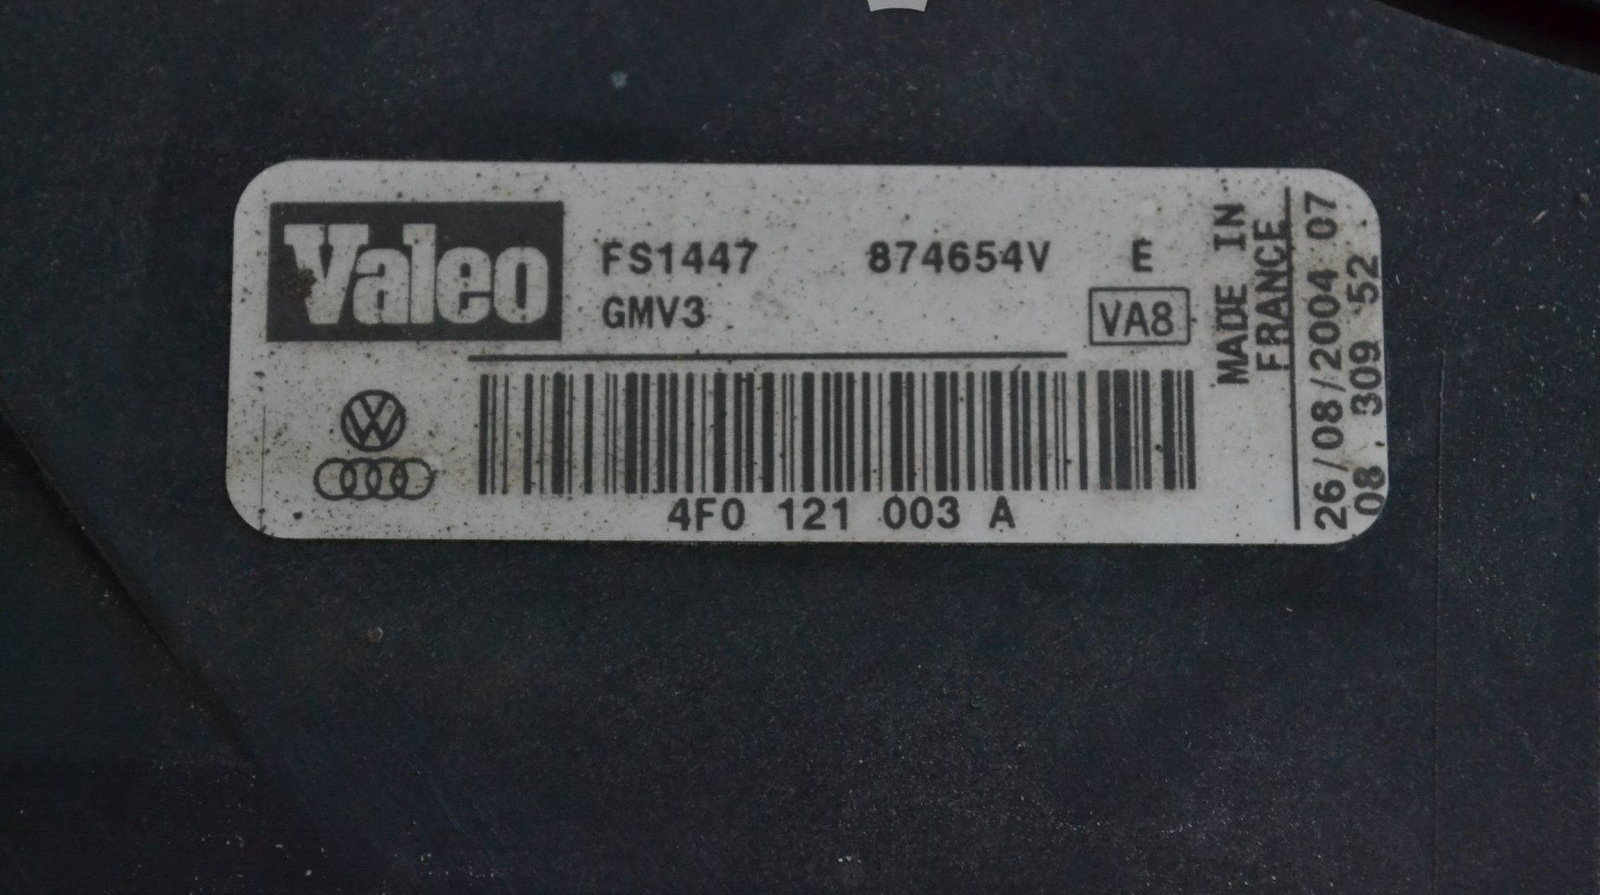 Valeo
FS1447 874654V E
GMV3 VA8
4F0 121 003 A
MADE IN
FRANCE
26/08/2004 07
08, 309 52